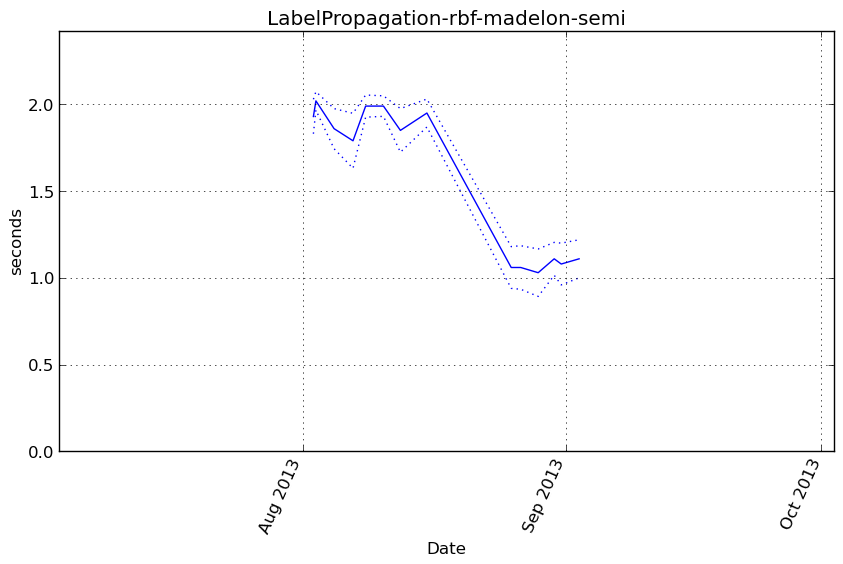 LabelPropagation-rbf-madelon-semi
2.0
1.5
1.0
0.5
0.0
seconds
Aug 2013
Sep 2013
Oct 2013
Date